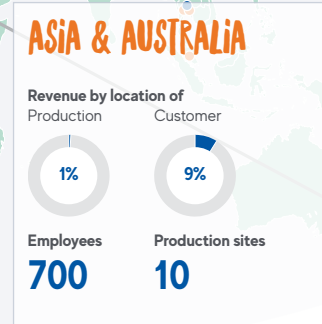 ASiA & AUSTRALiA
Revenue by location of
Production Customer
1% 9%
Employees Production sites
700 10